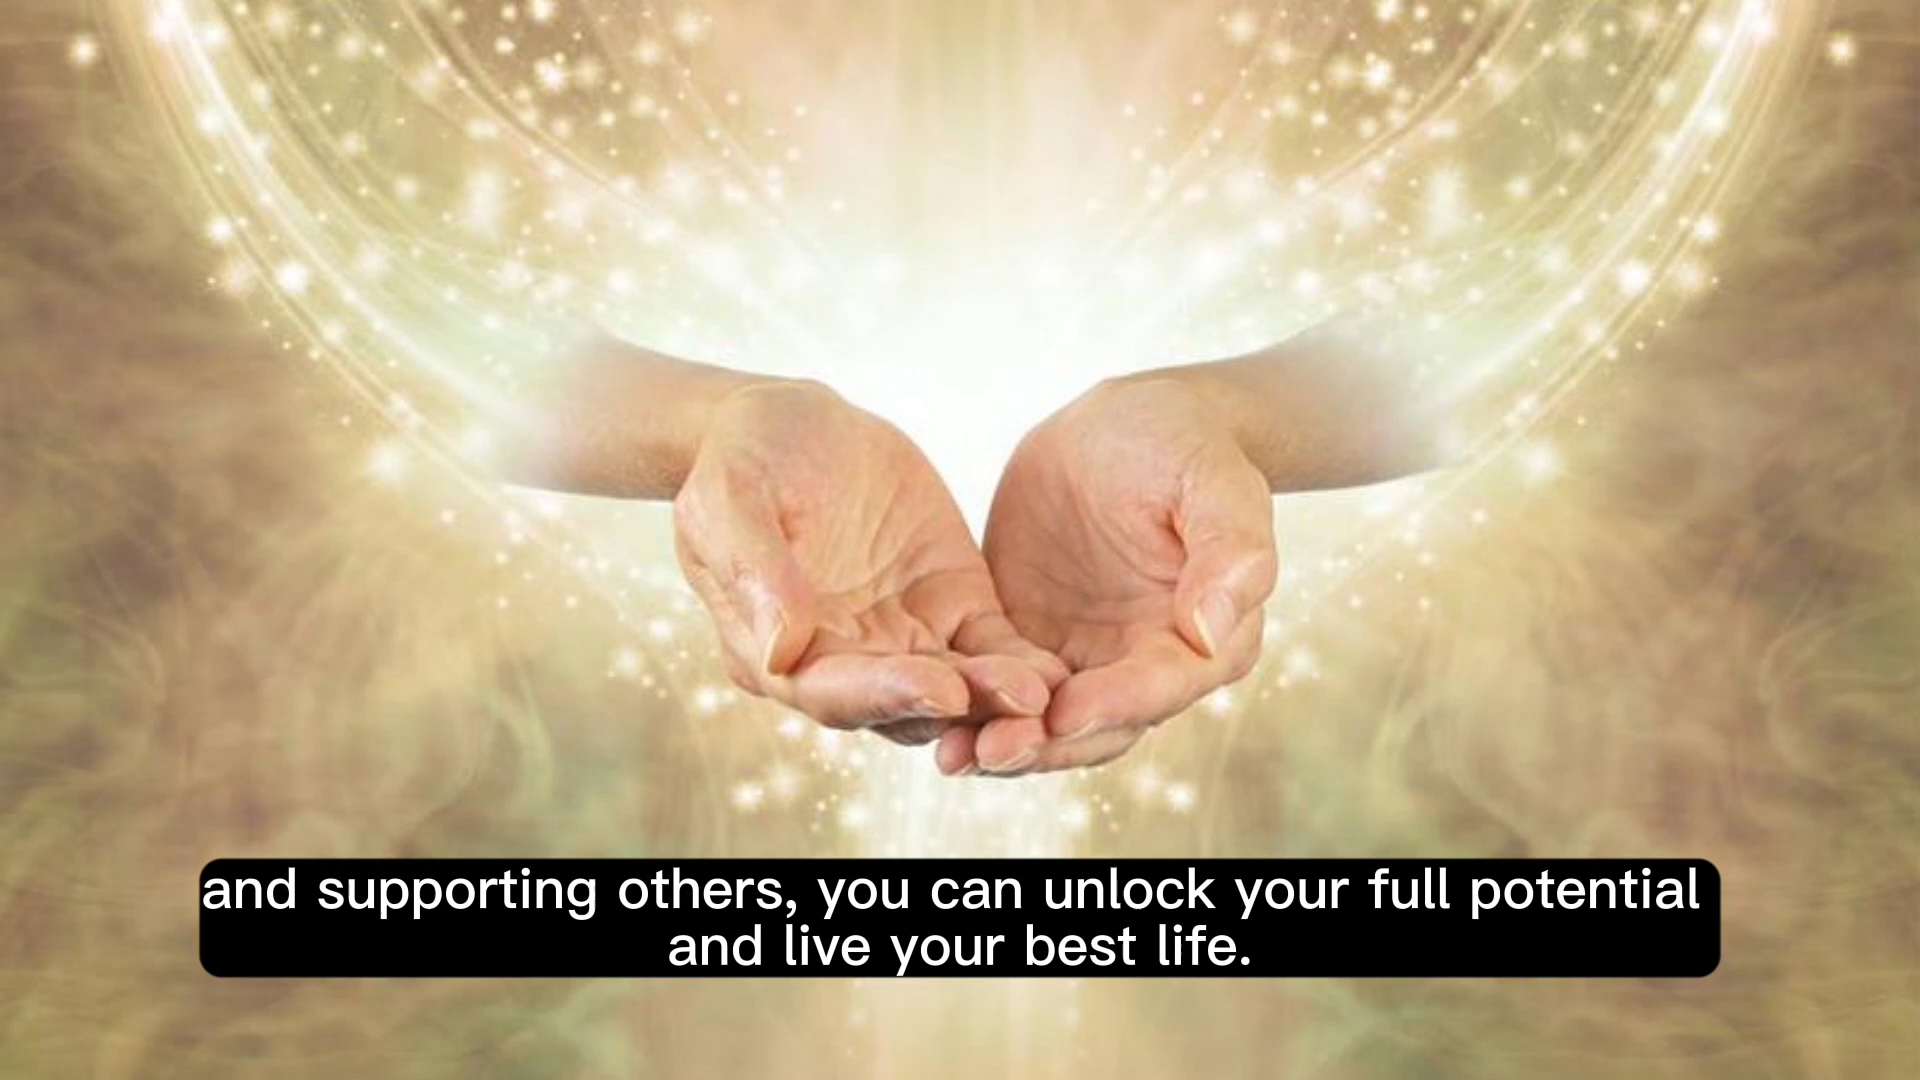 and supporting others, you can unlock your full potential
and live your best life.